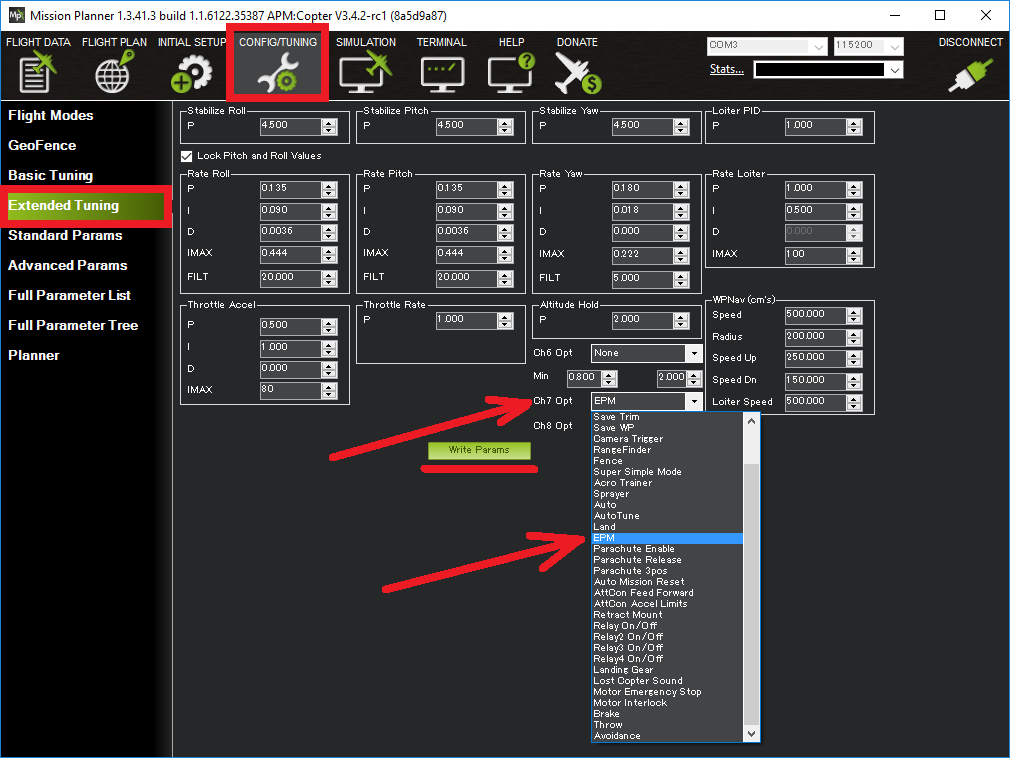 Mission Planner 1.3.41.3 build 1.1.6122.35387 APM:Copter V3.4.2-rc1 (8a5d9a87)
FLIGHT DATA FLIGHT PLAN INITIAL SETUP CONFIG/TUNING SIMULATION TERMINAL HELP DONATE COM3 115200 DISCONNECT
Stats...
Flight Modes
GeoFence
Basic Tuning
Extended Tuning
Standard Params
Advanced Params
Full Parameter List
Full Parameter Tree
Planner
Stabilize Roll
P 4.500
Stabilize Pitch
P 4.500
Stabilize Yaw
P 4.500
Loiter PID
P 1.000
Lock Pitch and Roll Values
Rate Roll
P 0.135
I 0.090
D 0.0036
IMAX 0.444
FILT 20.000
Rate Pitch
P 0.135
I 0.090
D 0.0036
IMAX 0.444
FILT 20.000
Rate Yaw
P 0.180
I 0.018
D 0.000
IMAX 0.222
FILT 5.000
Rate Loiter
P 1.000
I 0.500
D 0.000
IMAX 100
Throttle Accel
P 0.500
I 1.000
D 0.000
IMAX 80
Throttle Rate
P 1.000
Altitude Hold
P 2.000
WPNav (cm's)
Speed 500.000
Radius 200.000
Speed Up 250.000
Speed Dn 150.000
Loiter Speed 500.000
Ch6 Opt None
Min 0.800 2.000
Ch7 Opt EPM
Ch8 Opt
Write Params
Save Trim
Save WP
Camera Trigger
RangeFinder
Fence
Super Simple Mode
Acro Trainer
Sprayer
Auto
AutoTune
Land
EPM
Parachute Enable
Parachute Release
Parachute 3pos
Auto Mission Reset
AttCon Feed Forward
AttCon Accel Limits
Retract Mount
Relay On/Off
Relay2 On/Off
Relay3 On/Off
Relay4 On/Off
Landing Gear
Lost Copter Sound
Motor Emergency Stop
Motor Interlock
Brake
Throw
Avoidance